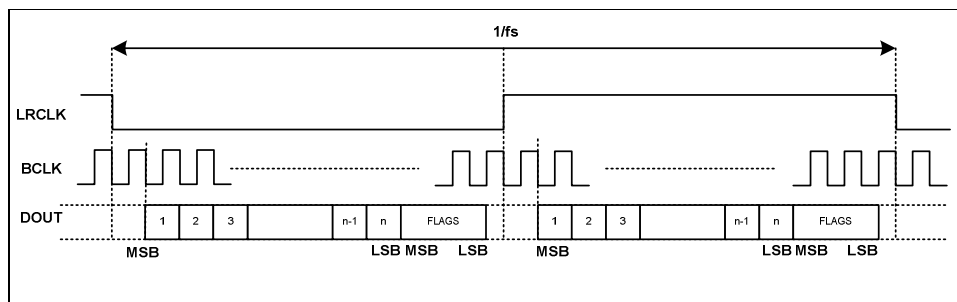 1/fs
LRCLK
BCLK
DOUT 1 2 3 n-1 n FLAGS 1 2 3 n-1 n FLAGS
MSB LSB MSB LSB MSB LSB MSB LSB